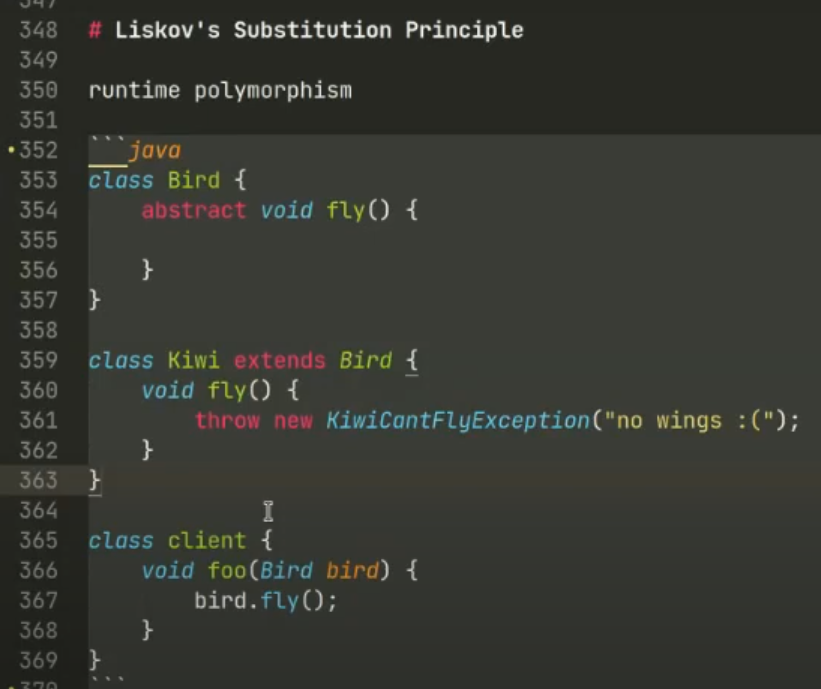 347
348 # Liskov's Substitution Principle
349
350 runtime polymorphism
351
352 ```java
353 class Bird {
354     abstract void fly() {
355
356     }
357 }
358
359 class Kiwi extends Bird {
360     void fly() {
361         throw new KiwiCantFlyException("no wings :(");
362     }
363 }
364
365 class client {
366     void foo(Bird bird) {
367         bird.fly();
368     }
369 }
370 ```